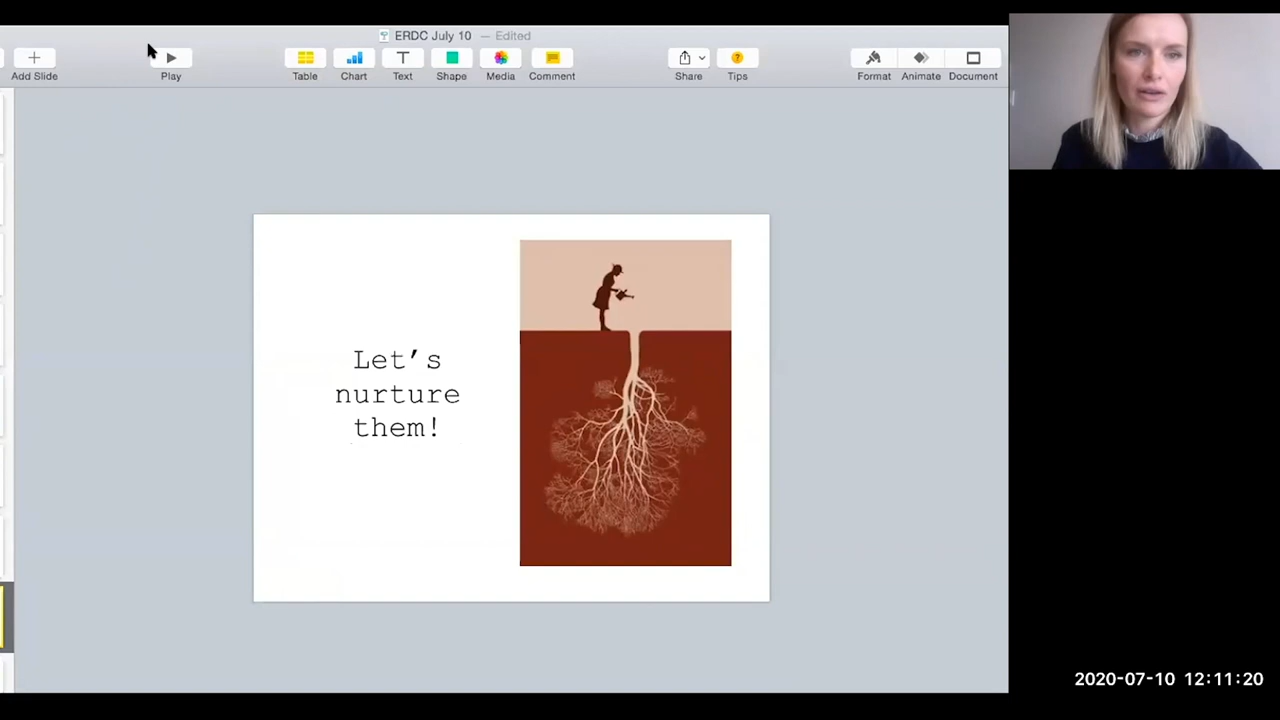 ERDC July 10 — Edited
Add Slide
Play
Table
Chart
Text
Shape
Media
Comment
Share
Tips
Format
Animate
Document
Let’s
nurture
them!
2020-07-10 12:11:20